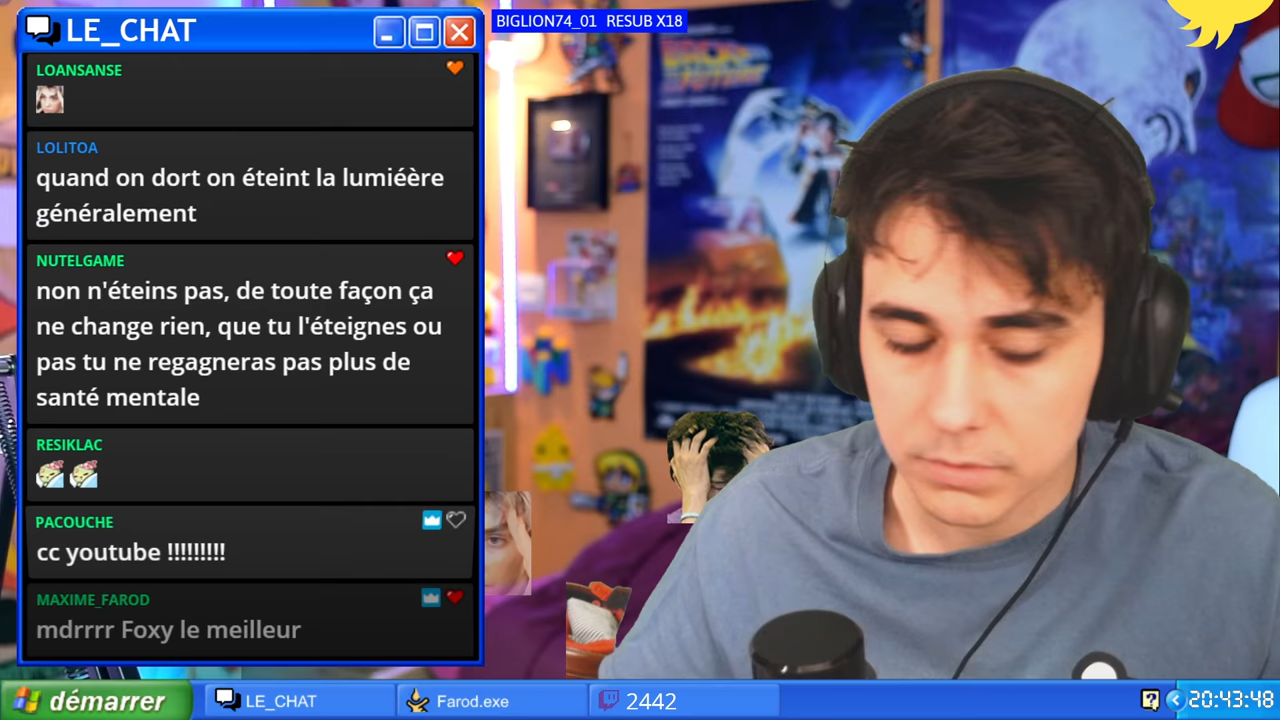 BIGLION74_01 RESUB X18
LE_CHAT
LOANSANSE
LOLITOA
quand on dort on éteint la lumiéère
généralement
NUTELGAME
non n'éteins pas, de toute façon ça
ne change rien, que tu l'éteignes ou
pas tu ne regagneras pas plus de
santé mentale
RESIKLAC
PACOUCHE
cc youtube !!!!!!!!!
MAXIME_FAROD
mdrrrr Foxy le meilleur
BACK
FUTURE
démarrer
LE_CHAT
Farod.exe
2442
20:43:48